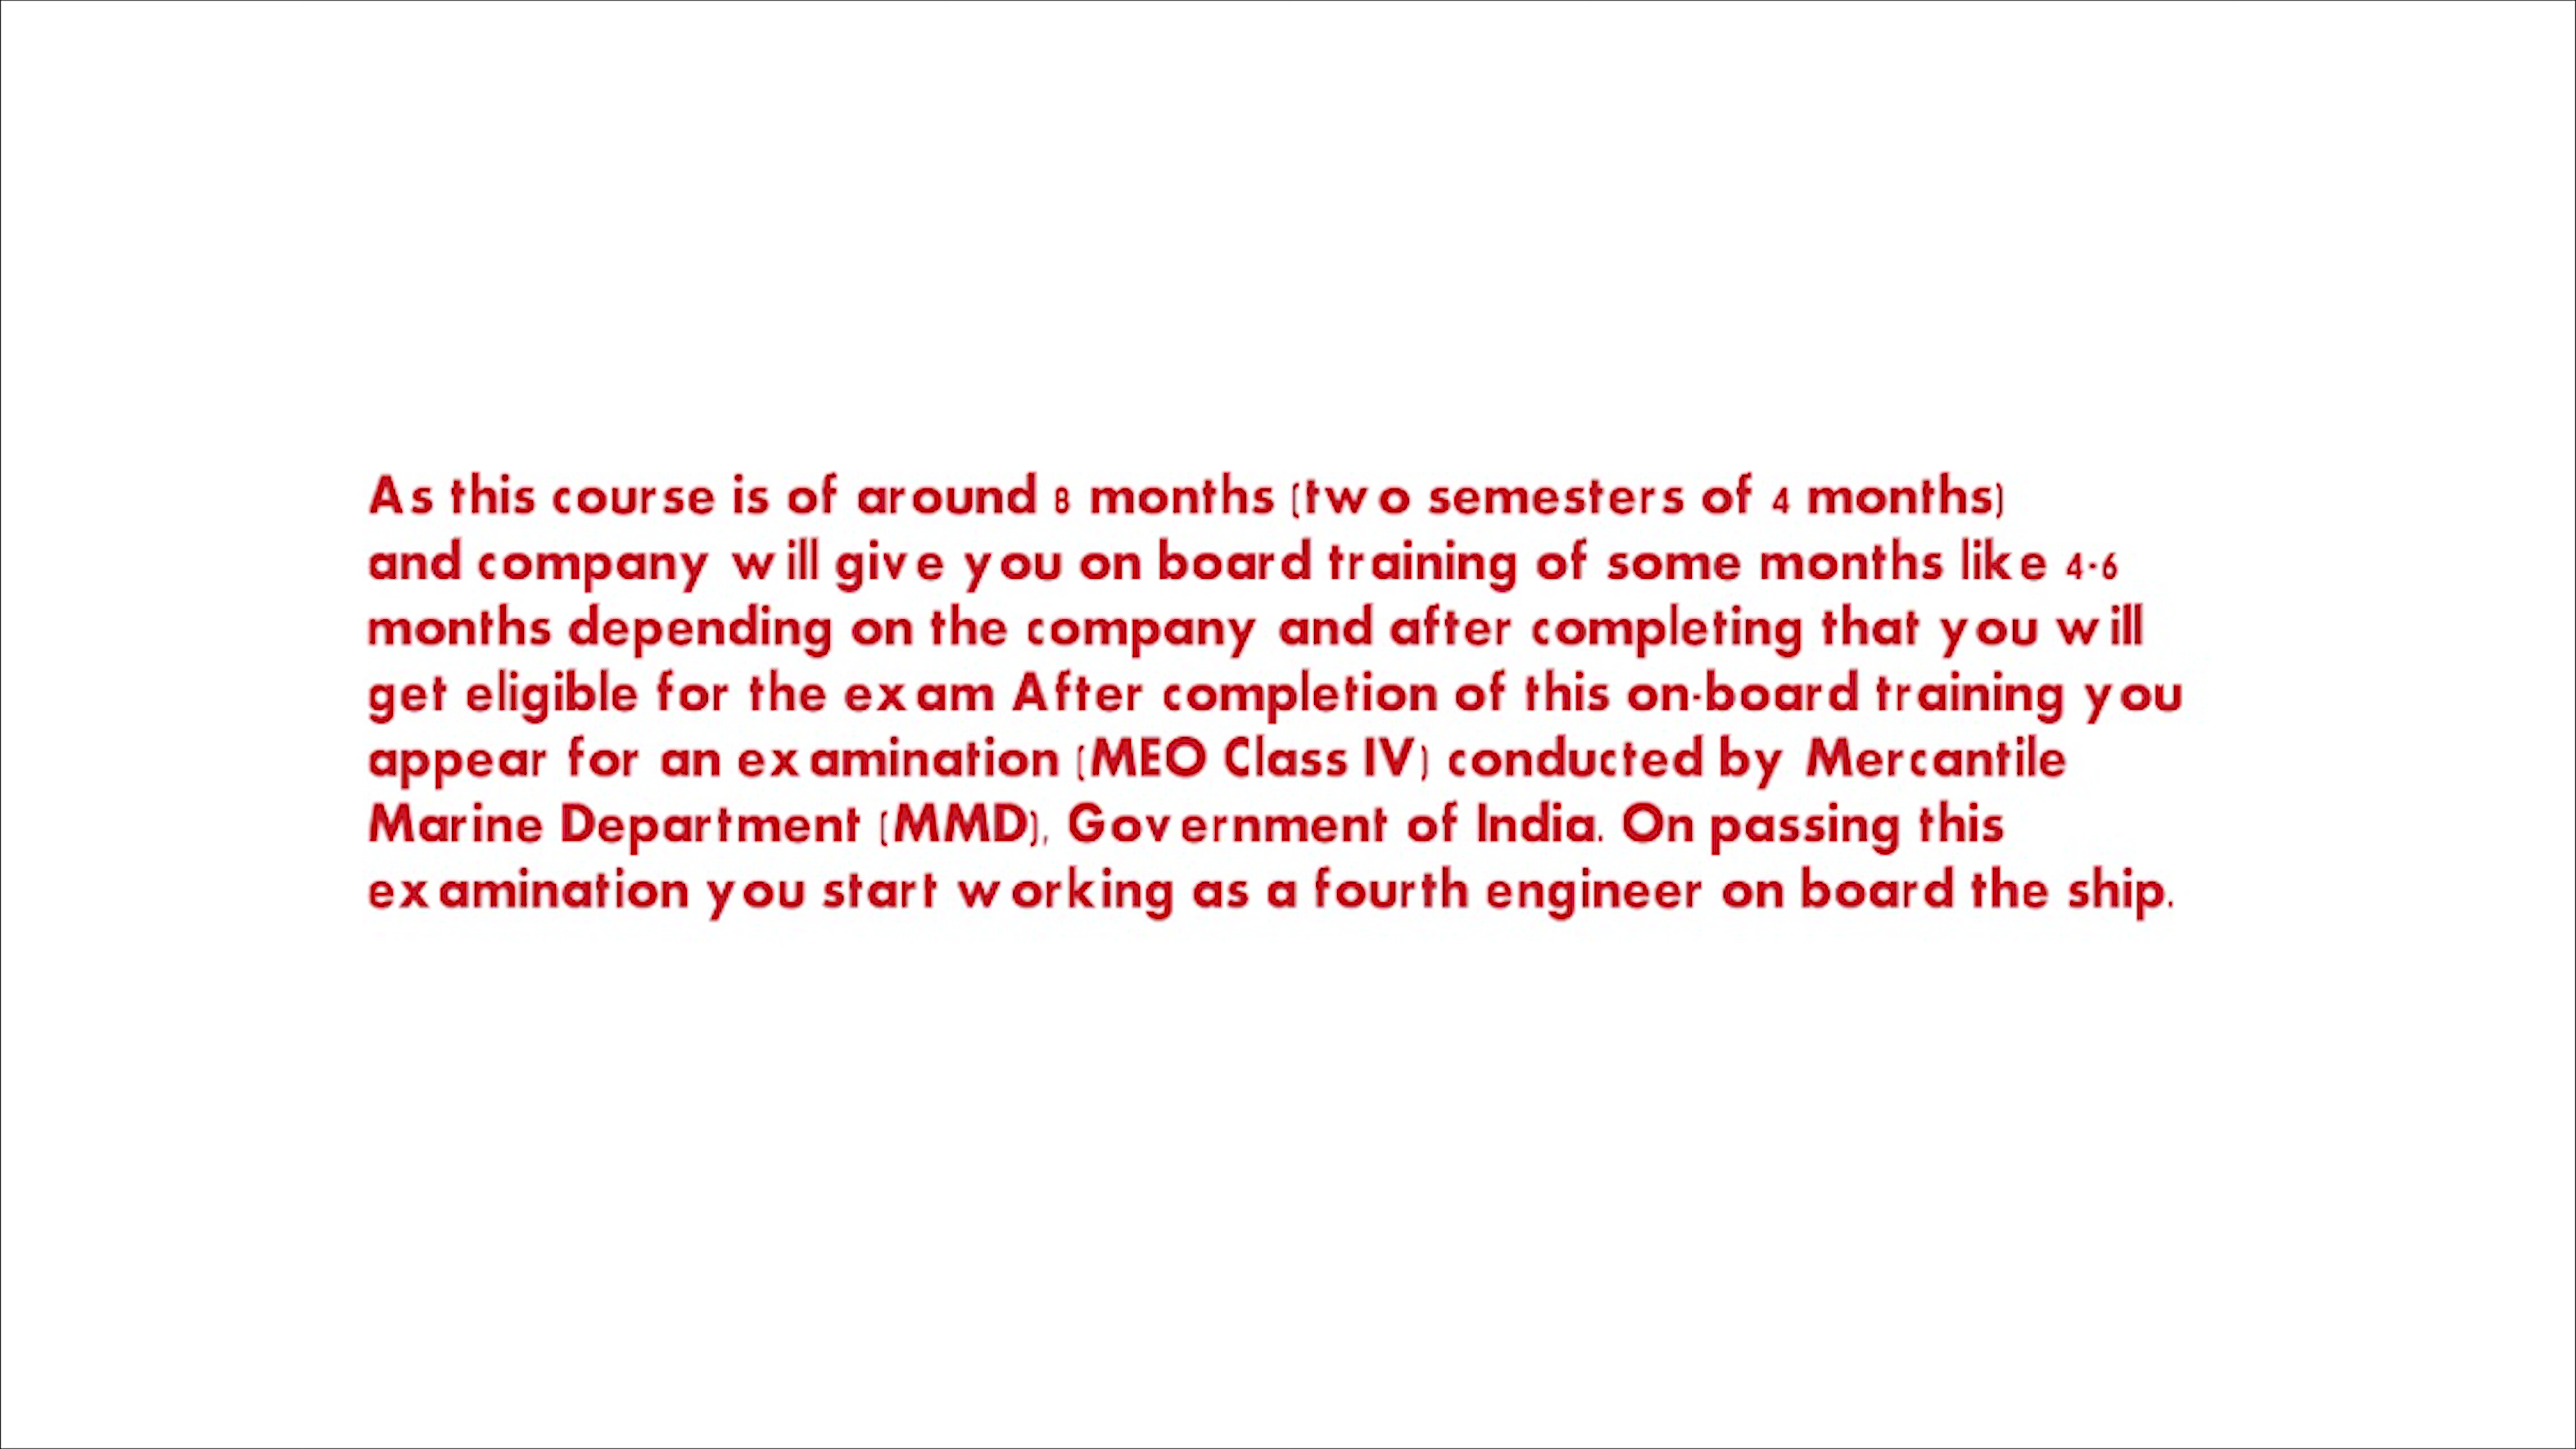 As this course is of around 8 months (two semesters of 4 months)
and company will give you on board training of some months like 4-6
months depending on the company and after completing that you will
get eligible for the exam After completion of this on-board training you
appear for an examination (MEO Class IV) conducted by Mercantile
Marine Department (MMD), Government of India. On passing this
examination you start working as a fourth engineer on board the ship.